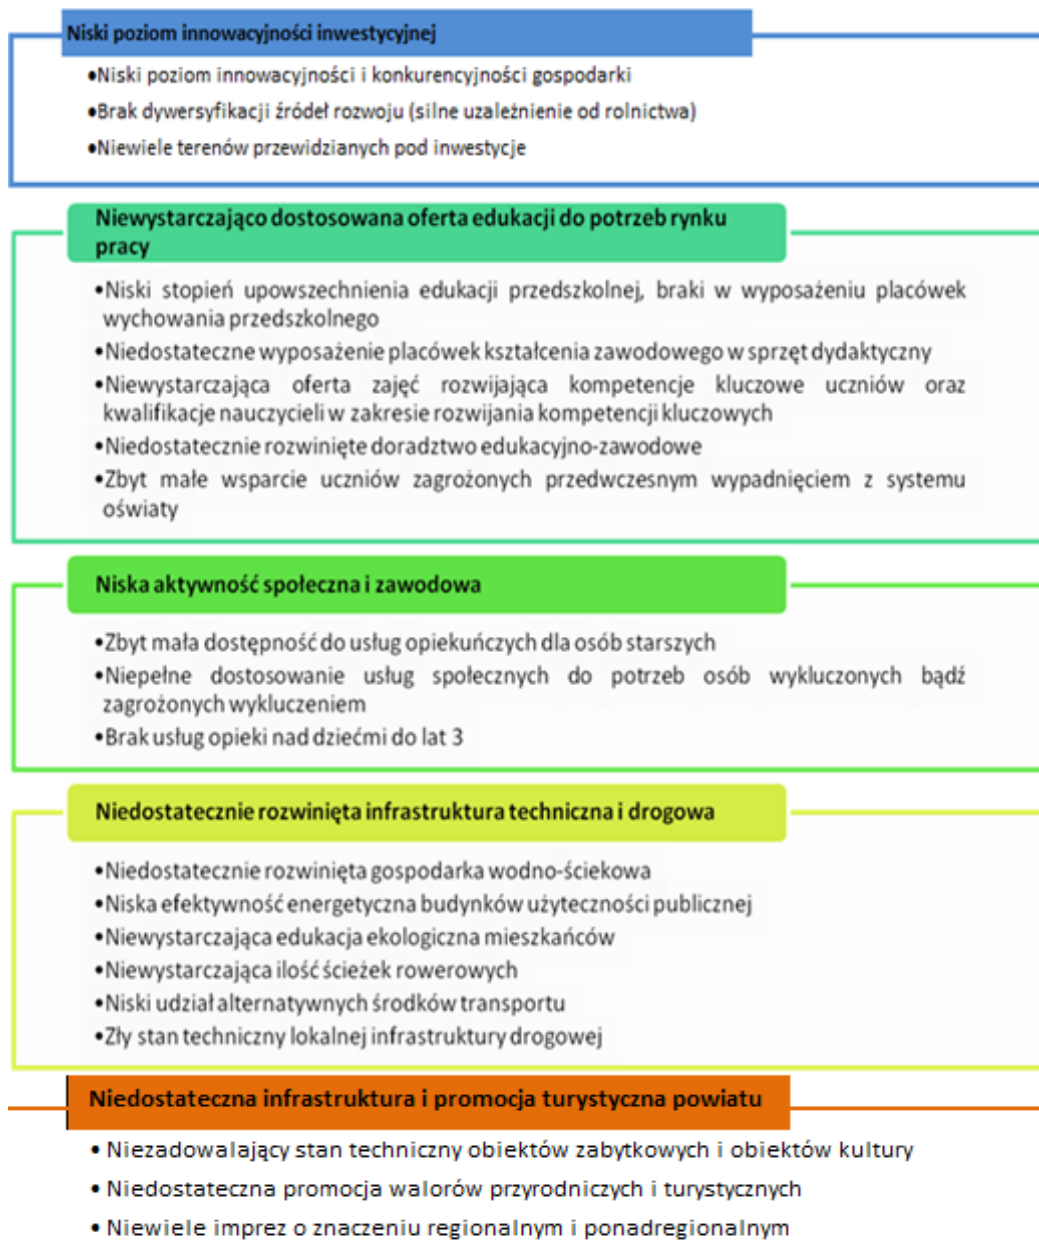 Niski poziom innowacyjności inwestycyjnej
•Niski poziom innowacyjności i konkurencyjności gospodarki
•Brak dywersyfikacji źródeł rozwoju (silne uzależnienie od rolnictwa)
•Niewiele terenów przewidzianych pod inwestycje
Niewystarczająco dostosowana oferta edukacji do potrzeb rynku
pracy
•Niski stopień upowszechnienia edukacji przedszkolnej, braki w wyposażeniu placówek
wychowania przedszkolnego
•Niedostateczne wyposażenie placówek kształcenia zawodowego w sprzęt dydaktyczny
•Niewystarczająca oferta zajęć rozwijająca kompetencje kluczowe uczniów oraz
kwalifikacje nauczycieli w zakresie rozwijania kompetencji kluczowych
•Niedostatecznie rozwinięte doradztwo edukacyjno-zawodowe
•Zbyt małe wsparcie uczniów zagrożonych przedwczesnym wypadnięciem z systemu
oświaty
Niska aktywność społeczna i zawodowa
•Zbyt mała dostępność do usług opiekuńczych dla osób starszych
•Niepełne dostosowanie usług społecznych do potrzeb osób wykluczonych bądź
zagrożonych wykluczeniem
•Brak usług opieki nad dziećmi do lat 3
Niedostatecznie rozwinięta infrastruktura techniczna i drogowa
•Niedostatecznie rozwinięta gospodarka wodno-ściekowa
•Niska efektywność energetyczna budynków użyteczności publicznej
•Niewystarczająca edukacja ekologiczna mieszkańców
•Niewystarczająca ilość ścieżek rowerowych
•Niski udział alternatywnych środków transportu
•Zły stan techniczny lokalnej infrastruktury drogowej
Niedostateczna infrastruktura i promocja turystyczna powiatu
• Niezadowalający stan techniczny obiektów zabytkowych i obiektów kultury
• Niedostateczna promocja walorów przyrodniczych i turystycznych
• Niewiele imprez o znaczeniu regionalnym i ponadregionalnym